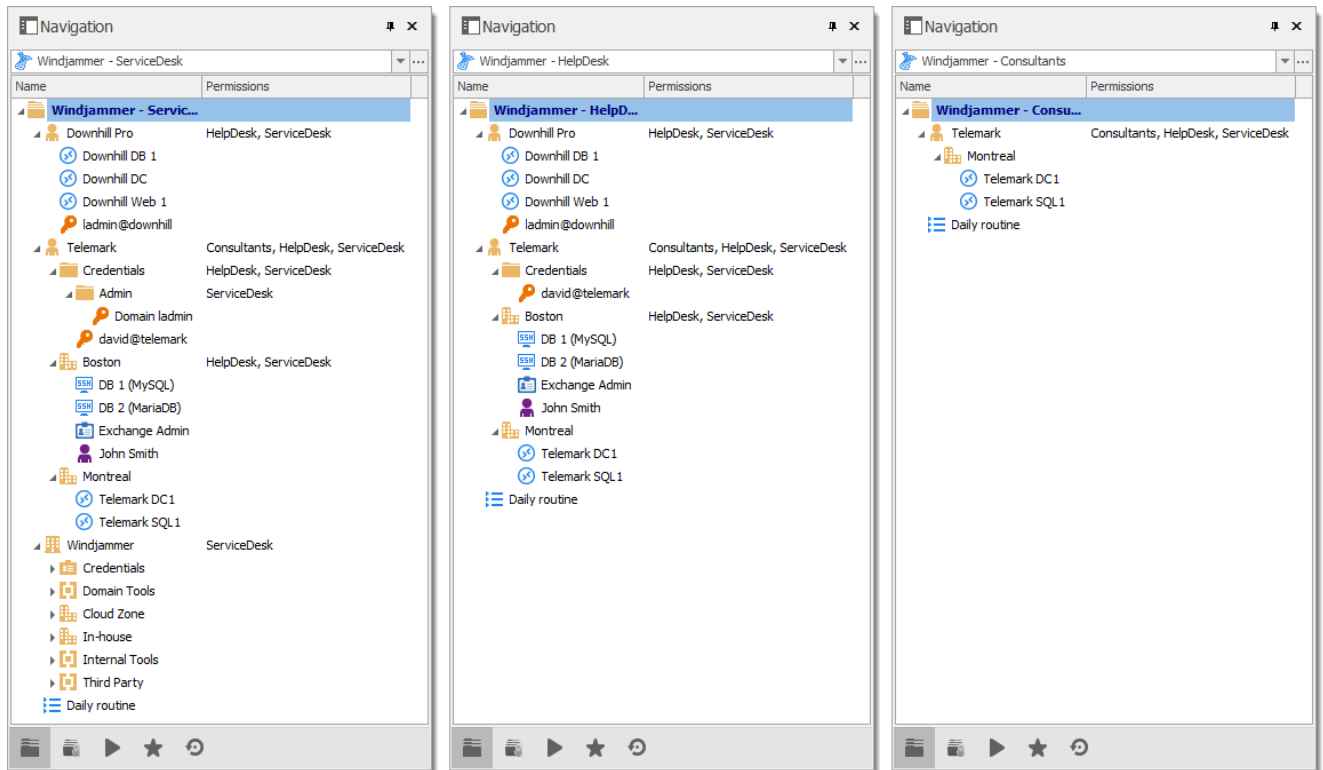 Navigation
Windjammer - ServiceDesk
Name Permissions
Windjammer - Servic...
Downhill Pro HelpDesk, ServiceDesk
Downhill DB 1
Downhill DC
Downhill Web 1
ladmin@downhill
Telemark Consultants, HelpDesk, ServiceDesk
Credentials HelpDesk, ServiceDesk
Admin ServiceDesk
Domain ladmin
david@telemark
Boston HelpDesk, ServiceDesk
SSH DB 1 (MySQL)
SSH DB 2 (MariaDB)
Exchange Admin
John Smith
Montreal
Telemark DC1
Telemark SQL1
Windjammer ServiceDesk
Credentials
Domain Tools
Cloud Zone
In-house
Internal Tools
Third Party
Daily routine
Navigation
Windjammer - HelpDesk
Name Permissions
Windjammer - HelpD...
Downhill Pro HelpDesk, ServiceDesk
Downhill DB 1
Downhill DC
Downhill Web 1
ladmin@downhill
Telemark Consultants, HelpDesk, ServiceDesk
Credentials HelpDesk, ServiceDesk
david@telemark
Boston HelpDesk, ServiceDesk
SSH DB 1 (MySQL)
SSH DB 2 (MariaDB)
Exchange Admin
John Smith
Montreal
Telemark DC1
Telemark SQL1
Daily routine
Navigation
Windjammer - Consultants
Name Permissions
Windjammer - Consu...
Telemark Consultants, HelpDesk, ServiceDesk
Montreal
Telemark DC1
Telemark SQL1
Daily routine